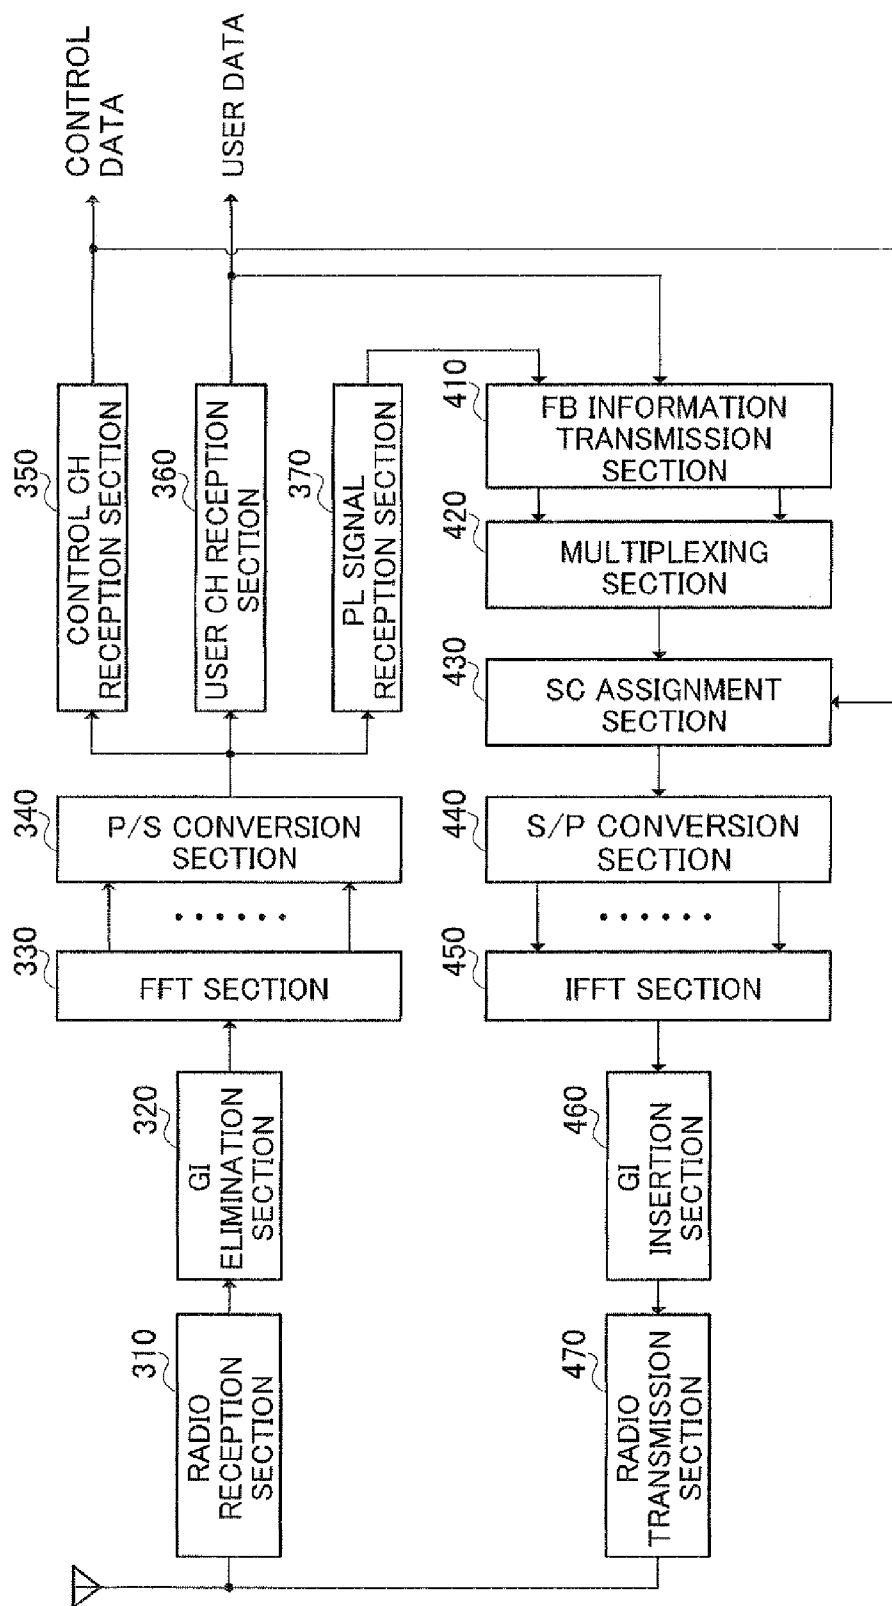 310
RADIO
RECEPTION
SECTION
320
GI
ELIMINATION
SECTION
330
FFT SECTION
340
P/S CONVERSION
SECTION
350
CONTROL CH
RECEPTION SECTION
360
USER CH RECEPTION
SECTION
370
PL SIGNAL
RECEPTION SECTION
CONTROL
DATA
USER DATA
410
FB INFORMATION
TRANSMISSION
SECTION
420
MULTIPLEXING
SECTION
430
SC ASSIGNMENT
SECTION
440
S/P CONVERSION
SECTION
450
IFFT SECTION
460
GI
INSERTION
SECTION
470
RADIO
TRANSMISSION
SECTION